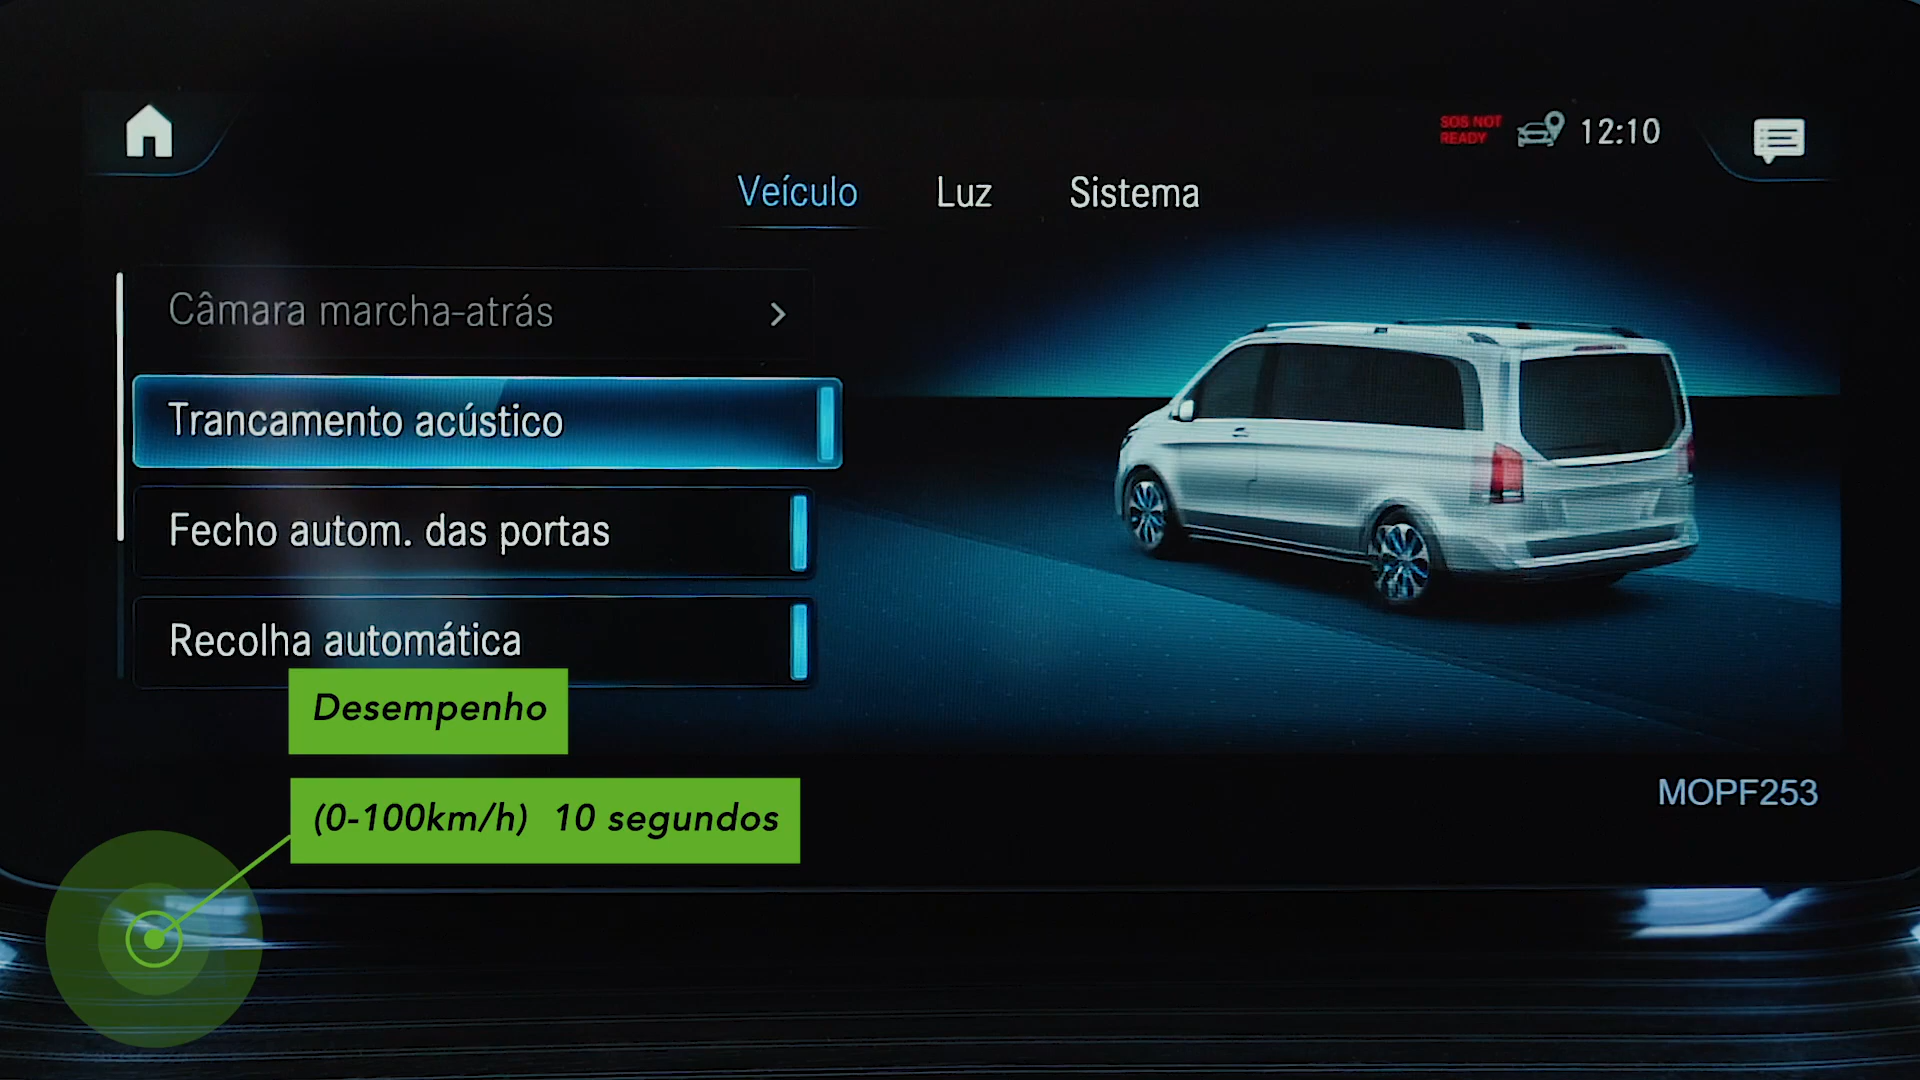 SOS NOT
READY
12:10
Veículo
Luz
Sistema
Câmara marcha-atrás
Trancamento acústico
Fecho autom. das portas
Recolha automática
Desempenho
(0-100km/h) 10 segundos
MOPF253